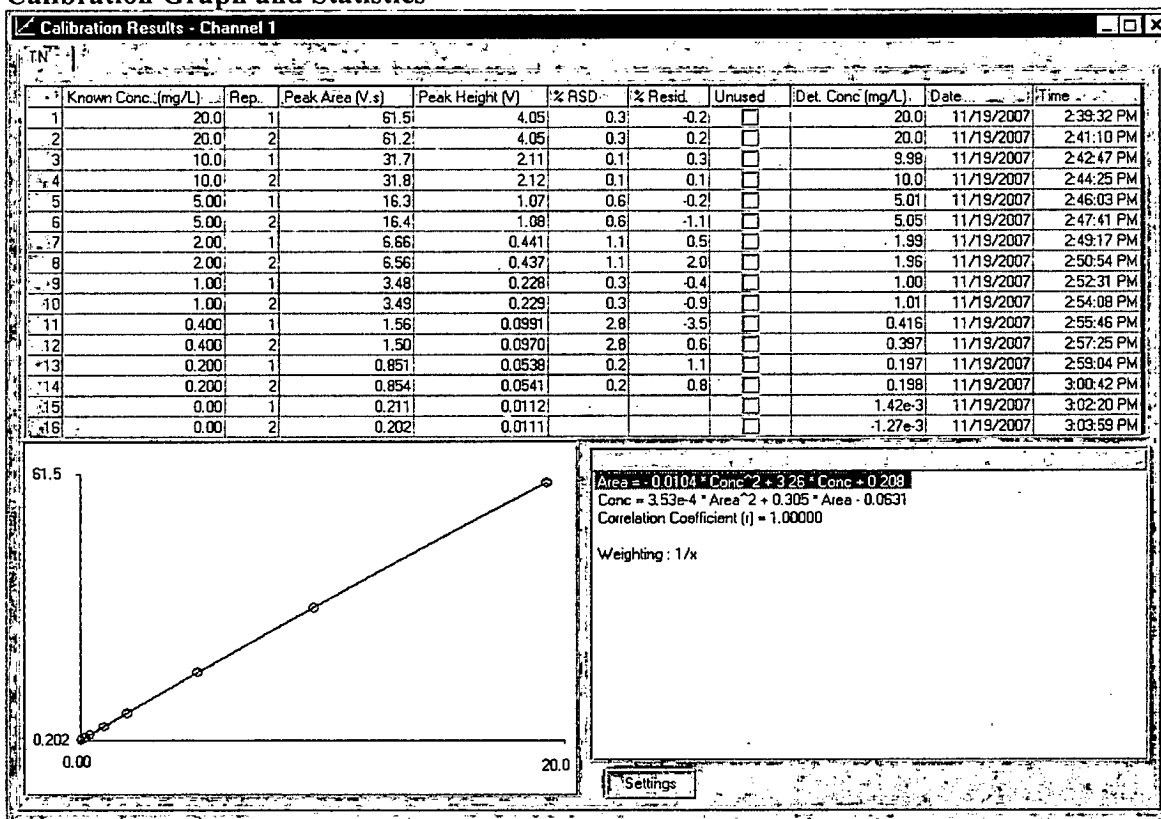 Calibration Graph and Statistics
Calibration Results - Channel 1
TN
Known Conc. (mg/L) Rep. Peak Area (V.s) Peak Height (V) % RSD % Resid. Unused Det. Conc (mg/L) Date Time
1 20.0 1 61.5 4.05 0.3 -0.2 20.0 11/19/2007 2:39:32 PM
2 20.0 2 61.2 4.05 0.3 0.2 20.0 11/19/2007 2:41:10 PM
3 10.0 1 31.7 2.11 0.1 0.3 9.98 11/19/2007 2:42:47 PM
4 10.0 2 31.8 2.12 0.1 0.1 10.0 11/19/2007 2:44:25 PM
5 5.00 1 16.3 1.07 0.6 -0.2 5.01 11/19/2007 2:46:03 PM
6 5.00 2 16.4 1.08 0.6 -1.1 5.05 11/19/2007 2:47:41 PM
7 2.00 1 6.66 0.441 1.1 0.5 1.99 11/19/2007 2:49:17 PM
8 2.00 2 6.56 0.437 1.1 2.0 1.96 11/19/2007 2:50:54 PM
9 1.00 1 3.48 0.228 0.3 -0.4 1.00 11/19/2007 2:52:31 PM
10 1.00 2 3.49 0.229 0.3 -0.9 1.01 11/19/2007 2:54:08 PM
11 0.400 1 1.56 0.0991 2.8 -3.5 0.416 11/19/2007 2:55:46 PM
12 0.400 2 1.50 0.0970 2.8 0.6 0.397 11/19/2007 2:57:25 PM
13 0.200 1 0.851 0.0538 0.2 1.1 0.197 11/19/2007 2:59:04 PM
14 0.200 2 0.854 0.0541 0.2 0.8 0.198 11/19/2007 3:00:42 PM
15 0.00 1 0.211 0.0112 1.42e-3 11/19/2007 3:02:20 PM
16 0.00 2 0.202 0.0111 -1.27e-3 11/19/2007 3:03:59 PM
61.5
0.202
0.00 20.0
Area = - 0.0104 * Conc^2 + 3.26 * Conc + 0.208
Conc = 3.53e-4 * Area^2 + 0.305 * Area - 0.0631
Correlation Coefficient (r) = 1.00000
Weighting : 1/x
Settings